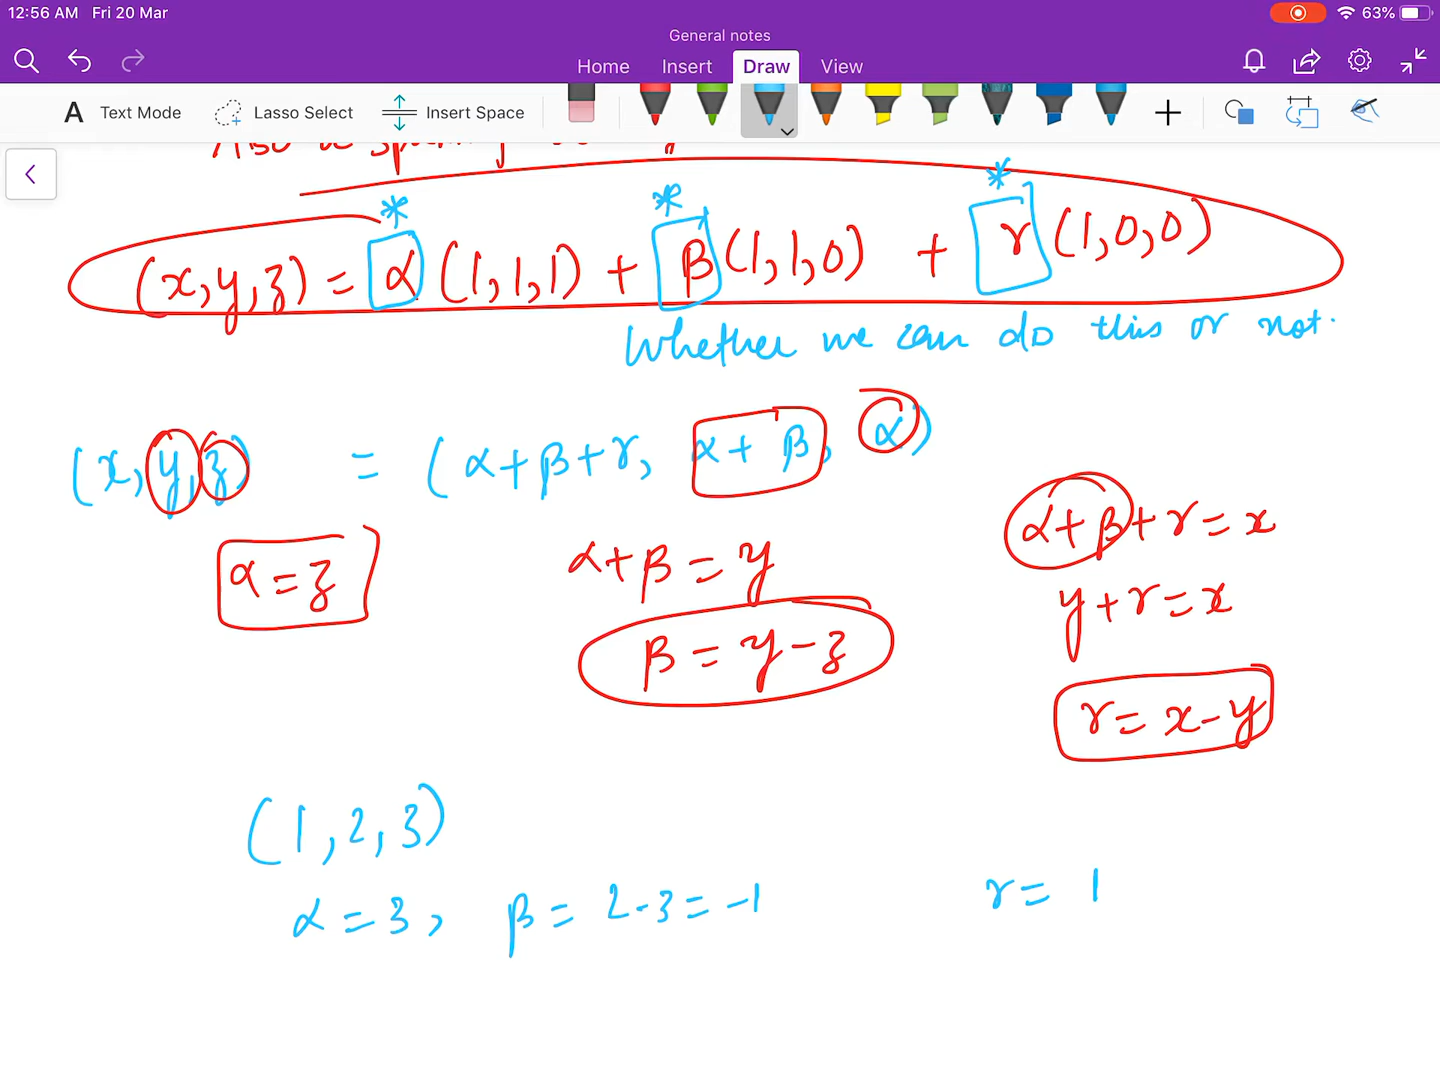 12:56 AM Fri 20 Mar 63%
General notes
Home Insert Draw View
A Text Mode Lasso Select Insert Space
(x,y,z) = α(1,1,1) + β(1,1,0) + r(1,0,0)
Whether we can do this or not.
(x,y,z) = (α+β+r, α+β, α)
α=z α+β=y α+β+r=x
β=y-z y+r=x
r=x-y
(1,2,3)
α=3, β=2-3=-1 r=1